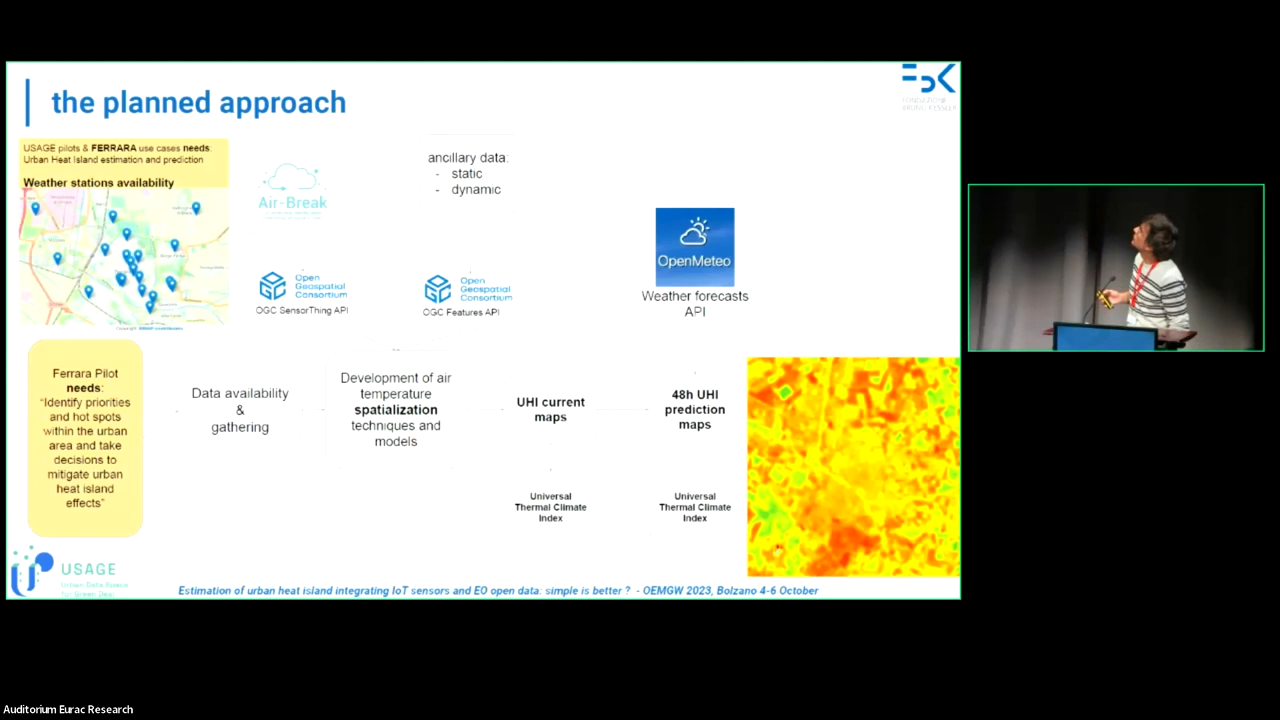 the planned approach
FONDAZIONE
BRUNO KESSLER
USAGE pilots & FERRARA use cases needs:
Urban Heat Island estimation and prediction
Weather stations availability
Air-Break
ancillary data:
- static
- dynamic
OpenMeteo
Weather forecasts
API
Open
Geospatial
Consortium
OGC SensorThing API
Open
Geospatial
Consortium
OGC Features API
Ferrara Pilot
needs:
"Identify priorities
and hot spots
within the urban
area and take
decisions to
mitigate urban
heat island
effects"
Data availability
&
gathering
Development of air
temperature
spatialization
techniques and
models
UHI current
maps
48h UHI
prediction
maps
Universal
Thermal Climate
Index
Universal
Thermal Climate
Index
USAGE
Urban Data Space
for Green Deal
Estimation of urban heat island integrating IoT sensors and EO open data: simple is better ? - OEMGW 2023, Bolzano 4-6 October
Auditorium Eurac Research